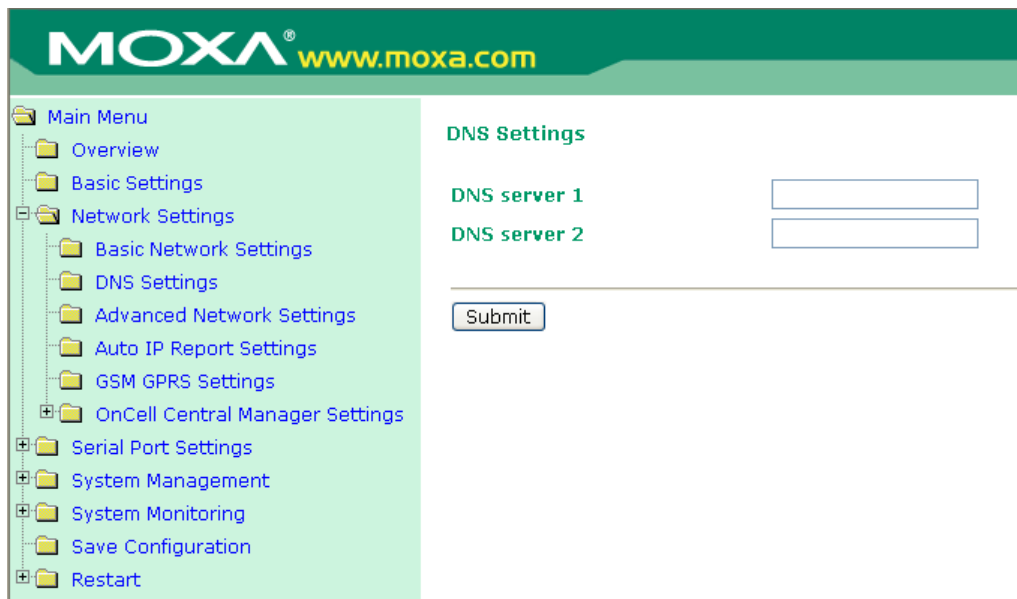 MOXA® www.moxa.com
Main Menu
Overview
Basic Settings
Network Settings
Basic Network Settings
DNS Settings
Advanced Network Settings
Auto IP Report Settings
GSM GPRS Settings
OnCell Central Manager Settings
Serial Port Settings
System Management
System Monitoring
Save Configuration
Restart
DNS Settings
DNS server 1
DNS server 2
Submit